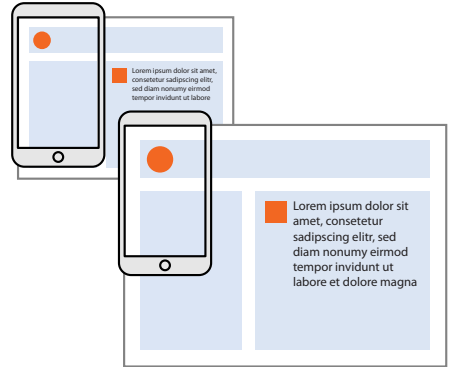 Lorem ipsum dolor sit amet,
consetetur sadipscing elitr,
sed diam nonumy eirmod
tempor invidunt ut labore
Lorem ipsum dolor sit
amet, consetetur
sadipscing elitr, sed
diam nonumy eirmod
tempor invidunt ut
labore et dolore magna